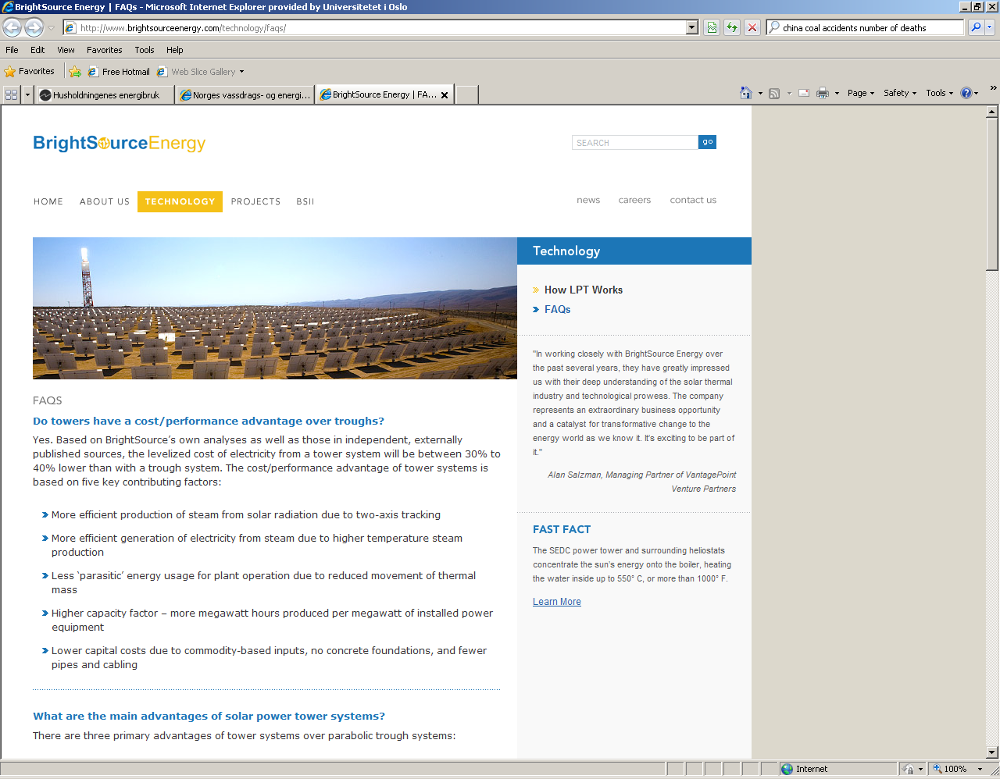 BrightSource Energy | FAQs - Microsoft Internet Explorer provided by Universitetet i Oslo
http://www.brightsourceenergy.com/technology/faqs/
china coal accidents number of deaths
File Edit View Favorites Tools Help
Favorites Free Hotmail Web Slice Gallery
Husholdningenes energibruk Norges vassdrags- og energi... BrightSource Energy | FA... Page Safety Tools
BrightSourceEnergy
SEARCH go
HOME ABOUT US TECHNOLOGY PROJECTS BSII news careers contact us
Technology
How LPT Works
FAQs
"In working closely with BrightSource Energy over
the past several years, they have greatly impressed
us with their deep understanding of the solar thermal
industry and technological prowess. The company
represents an extraordinary business opportunity
and a catalyst for transformative change to the
energy world as we know it. It's exciting to be part of
it."
Alan Salzman, Managing Partner of VantagePoint
Venture Partners
FAST FACT
The SEDC power tower and surrounding heliostats
concentrate the sun's energy onto the boiler, heating
the water inside up to 550° C, or more than 1000° F.
Learn More
FAQS
Do towers have a cost/performance advantage over troughs?
Yes. Based on BrightSource’s own analyses as well as those in independent, externally
published sources, the levelized cost of electricity from a tower system will be between 30% to
40% lower than with a trough system. The cost/performance advantage of tower systems is
based on five key contributing factors:
More efficient production of steam from solar radiation due to two-axis tracking
More efficient generation of electricity from steam due to higher temperature steam
production
Less ‘parasitic’ energy usage for plant operation due to reduced movement of thermal
mass
Higher capacity factor – more megawatt hours produced per megawatt of installed power
equipment
Lower capital costs due to commodity-based inputs, no concrete foundations, and fewer
pipes and cabling
What are the main advantages of solar power tower systems?
There are three primary advantages of tower systems over parabolic trough systems:
Internet 100%